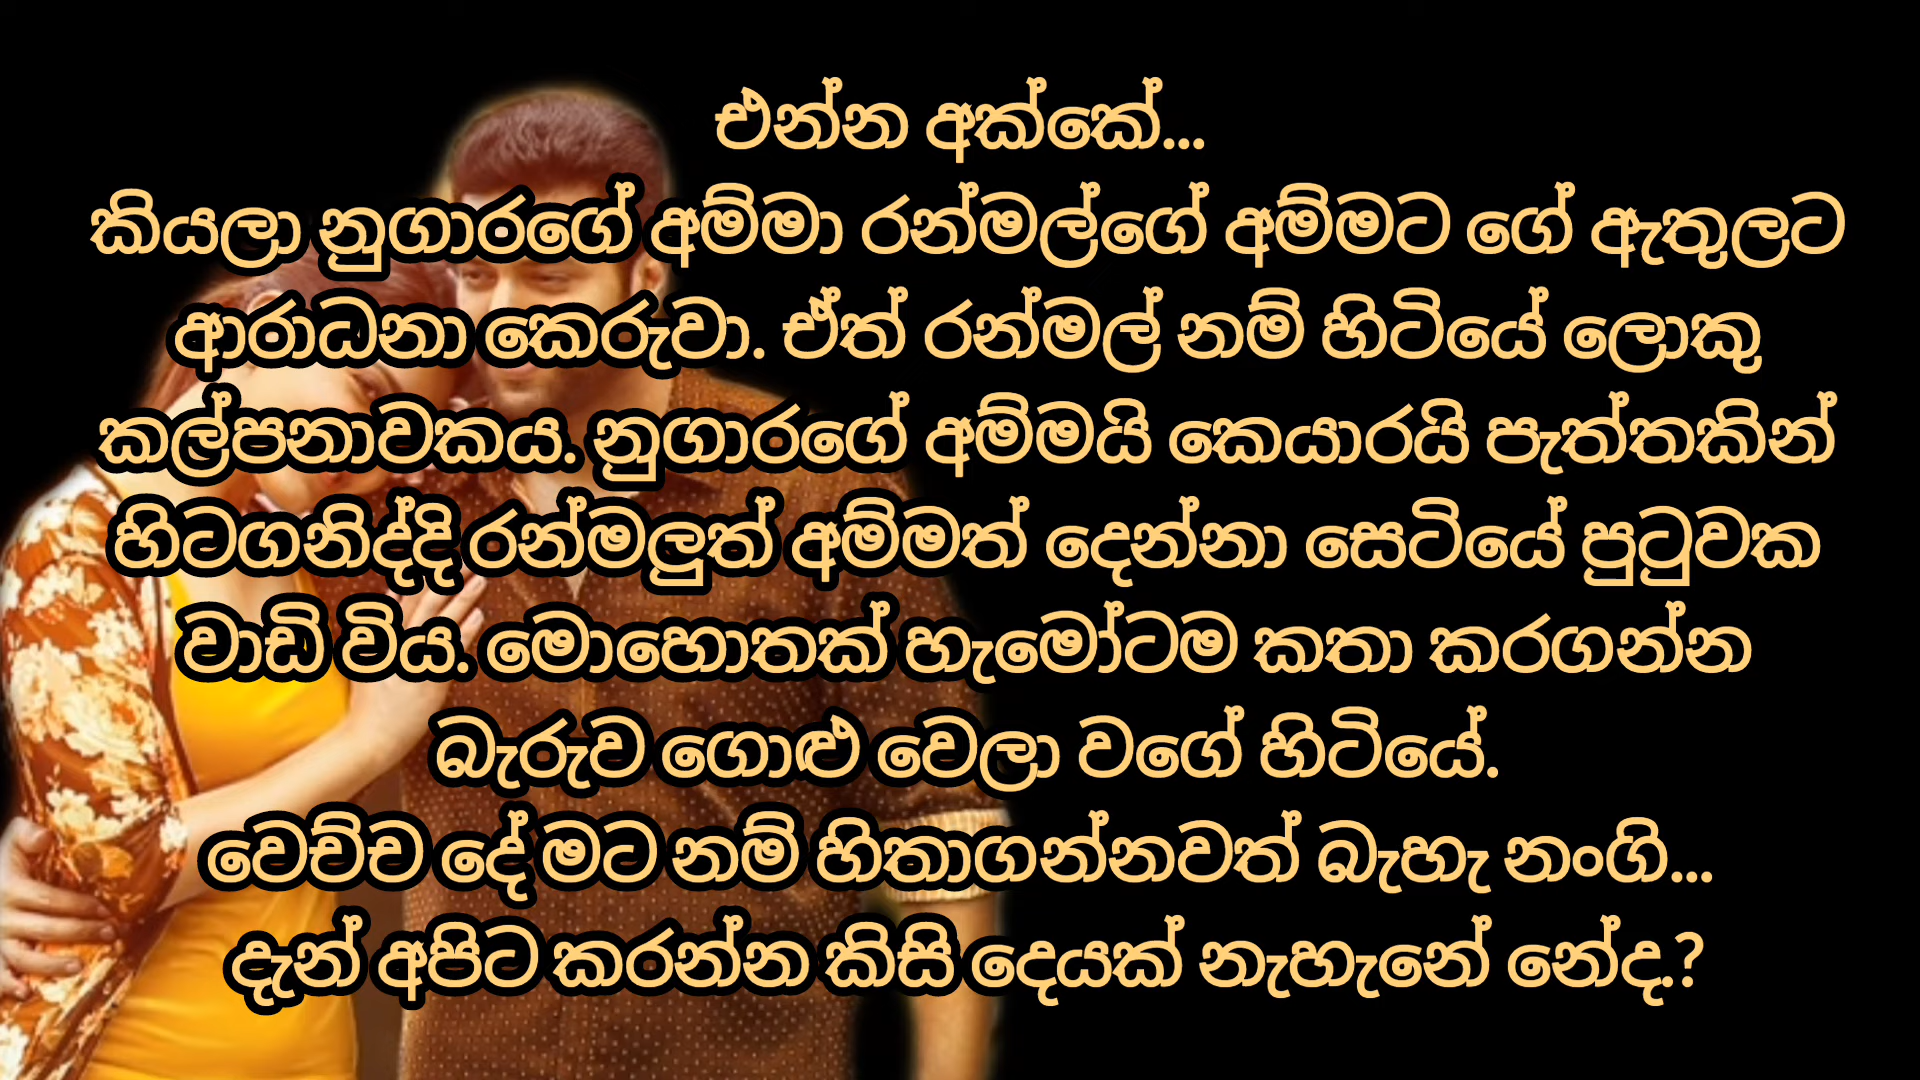 එන්න අක්කේ...
කියලා නුගාරගේ අම්මා රන්මල්ගේ අම්මට ගේ ඇතුලට
ආරාධනා කෙරුවා. ඒත් රන්මල් නම් හිටියේ ලොකු
කල්පනාවකය. නුගාරගේ අම්මයි කෙයාරයි පැත්තකින්
හිටගනිද්දි රන්මලුත් අම්මත් දෙන්නා සෙටියේ පුටුවක
වාඩි විය. මොහොතක් හැමෝටම කතා කරගන්න
බැරුව ගොළු වෙලා වගේ හිටියේ.
වෙච්ච දේ මට නම් හිතාගන්නවත් බැහැ නංගි...
දැන් අපිට කරන්න කිසි දෙයක් නැහැනේ නේද.?